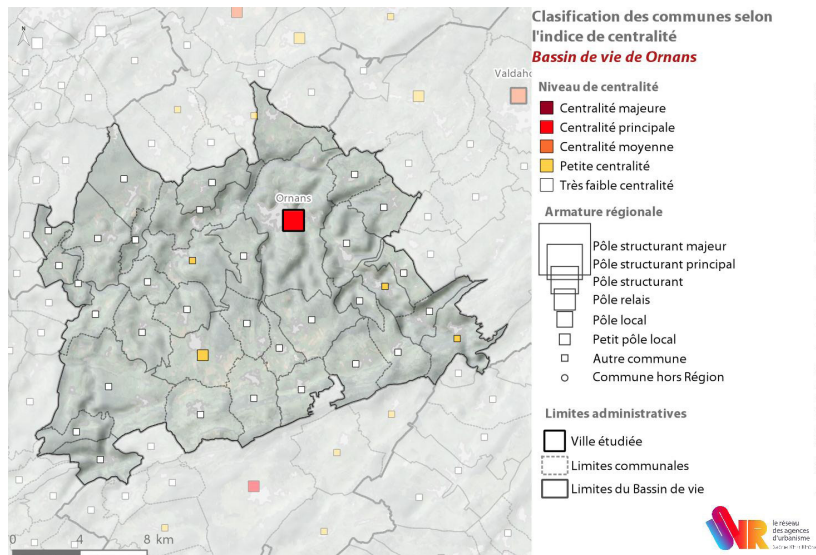 Clasification des communes selon
l'indice de centralité
Bassin de vie de Ornans
N
Valdaho
Ornans
0 4 8 km
Niveau de centralité
Centralité majeure
Centralité principale
Centralité moyenne
Petite centralité
Très faible centralité
Armature régionale
Pôle structurant majeur
Pôle structurant principal
Pôle structurant
Pôle relais
Pôle local
Petit pôle local
Autre commune
Commune hors Région
Limites administratives
Ville étudiée
Limites communales
Limites du Bassin de vie
le réseau
des agences
d'urbanisme